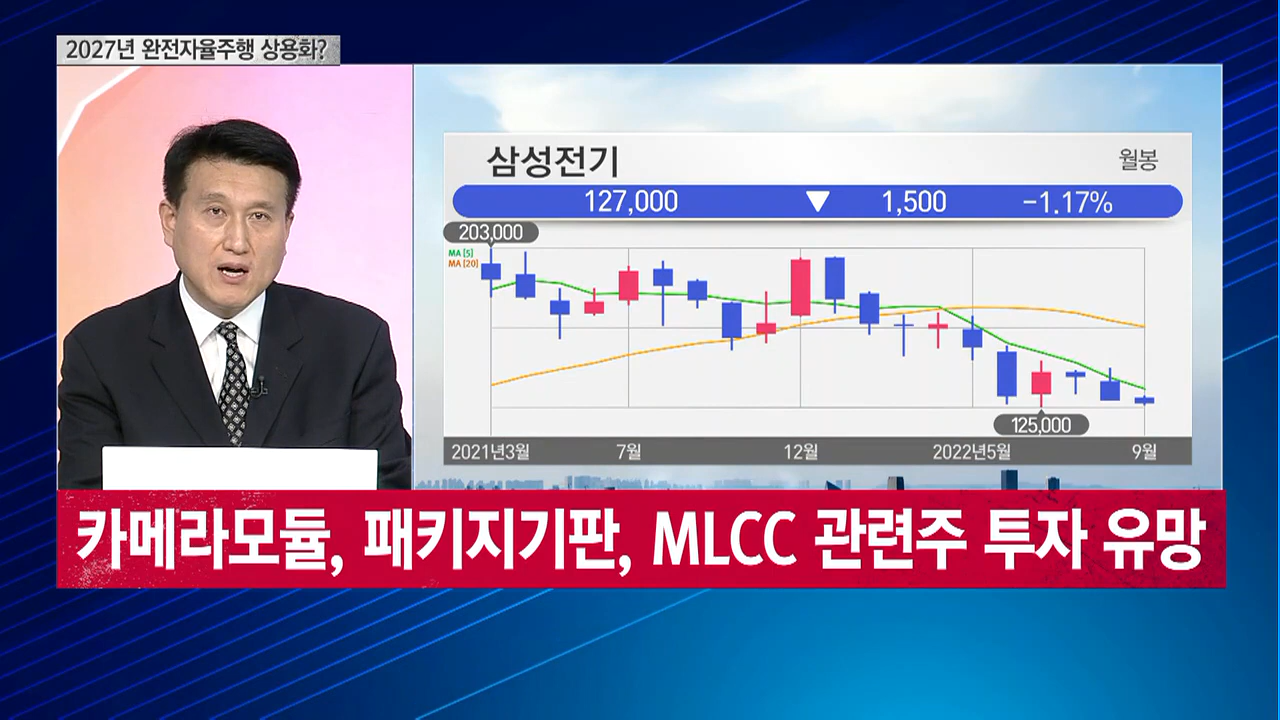 2027년 완전자율주행 상용화?
삼성전기
월봉
127,000 ▼ 1,500 -1.17%
203,000
MA [5]
MA [20]
125,000
2021년3월 7월 12월 2022년5월 9월
카메라모듈, 패키지기판, MLCC 관련주 투자 유망